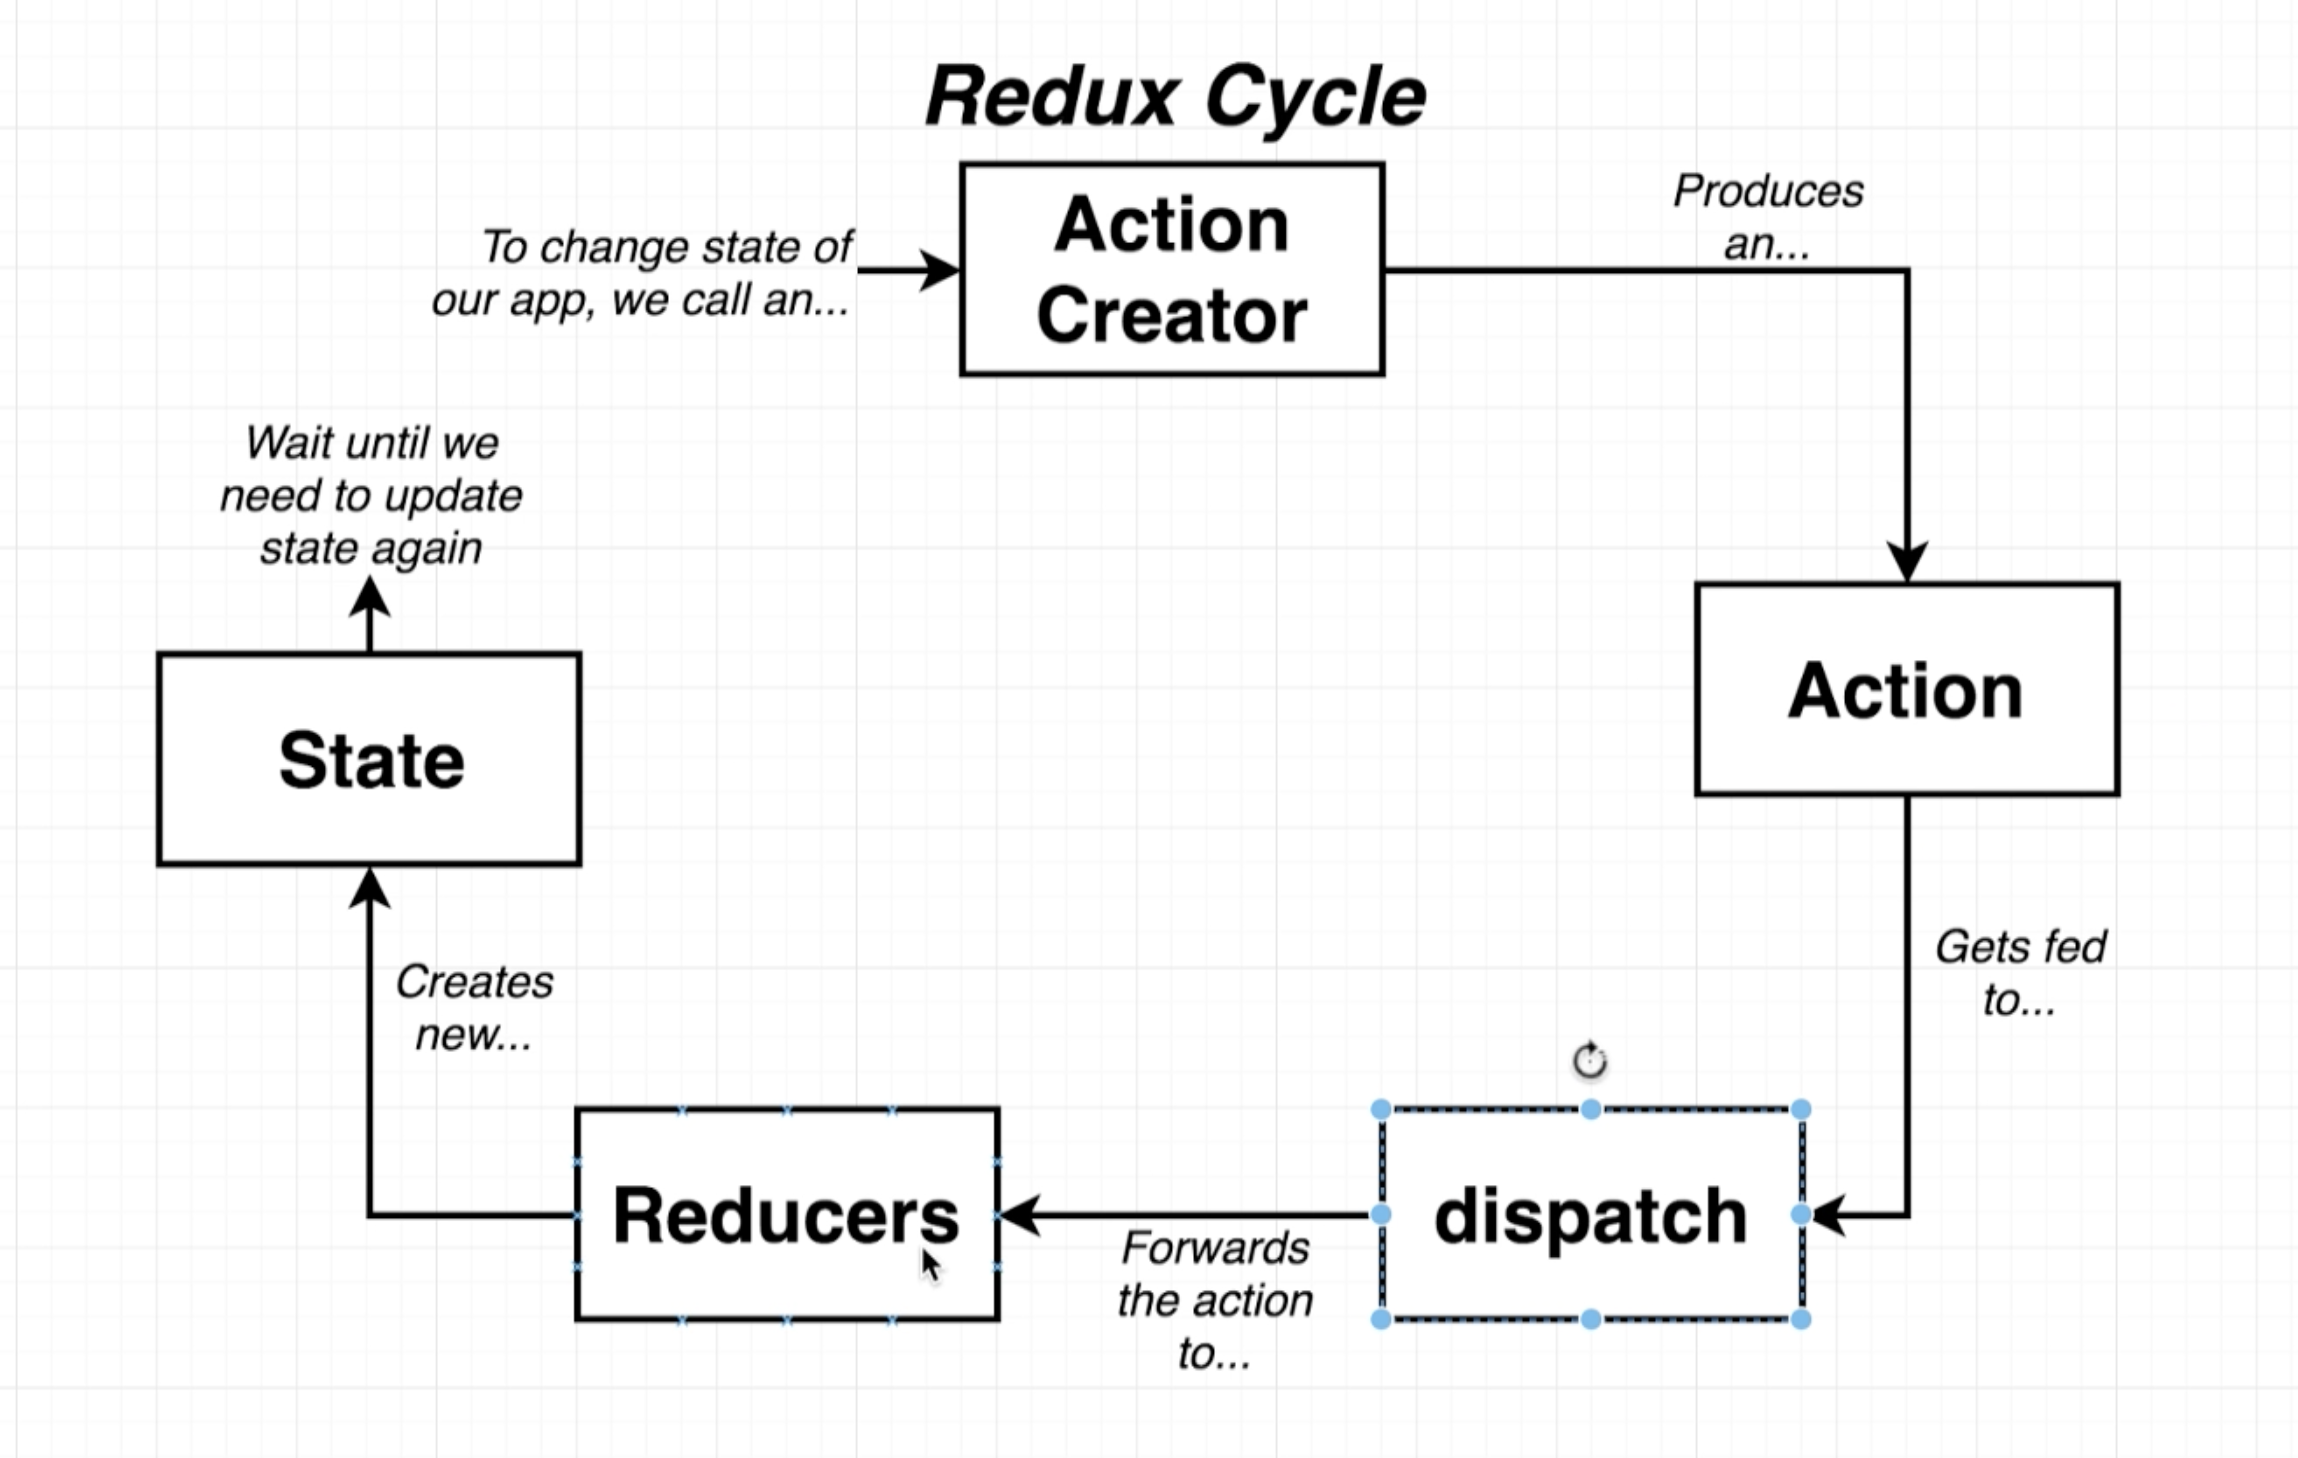 Redux Cycle
To change state of
our app, we call an...
Action
Creator
Produces
an...
Action
Gets fed
to...
dispatch
Forwards
the action
to...
Reducers
Creates
new...
State
Wait until we
need to update
state again